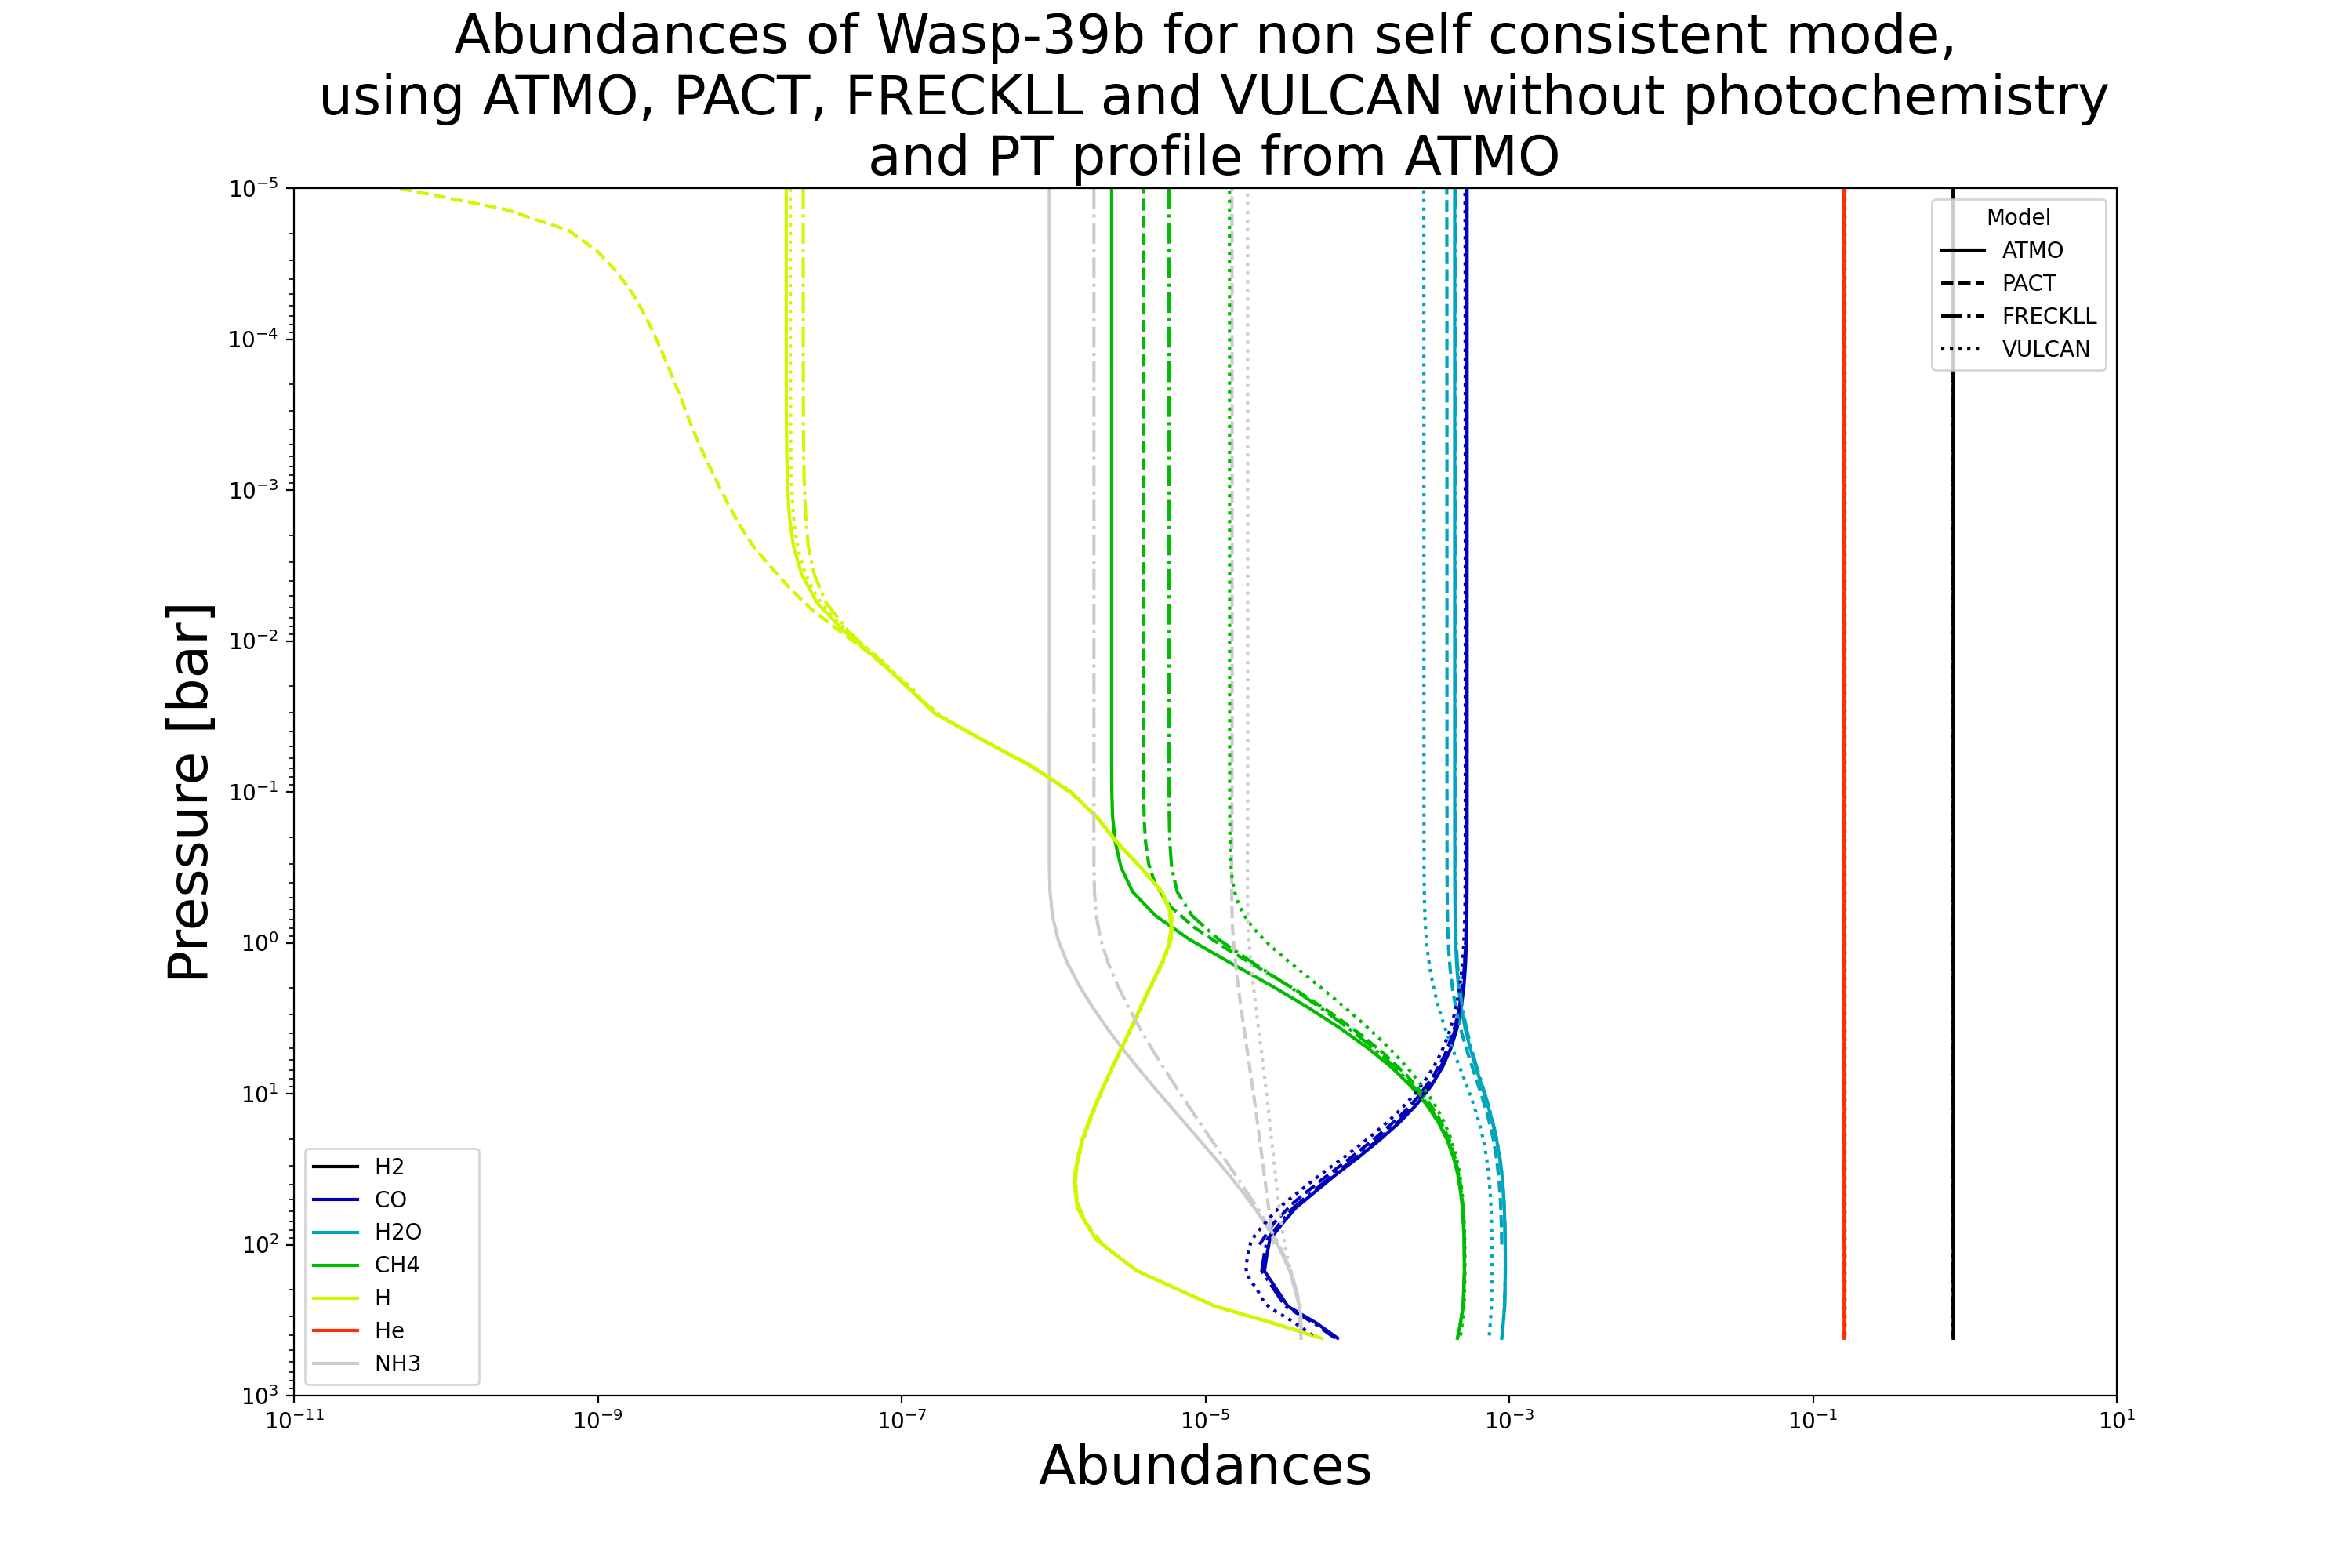 Abundances of Wasp-39b for non self consistent mode,
using ATMO, PACT, FRECKLL and VULCAN without photochemistry
and PT profile from ATMO
Pressure [bar]
10⁻⁵
10⁻⁴
10⁻³
10⁻²
10⁻¹
10⁰
10¹
10²
10³
Model
ATMO
PACT
FRECKLL
VULCAN
H2
CO
H2O
CH4
H
He
NH3
10⁻¹¹ 10⁻⁹ 10⁻⁷ 10⁻⁵ 10⁻³ 10⁻¹ 10¹
Abundances